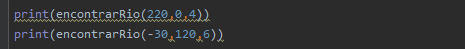 print(encontrarRio(220,0,4))
print(encontrarRio(-30,120,6))